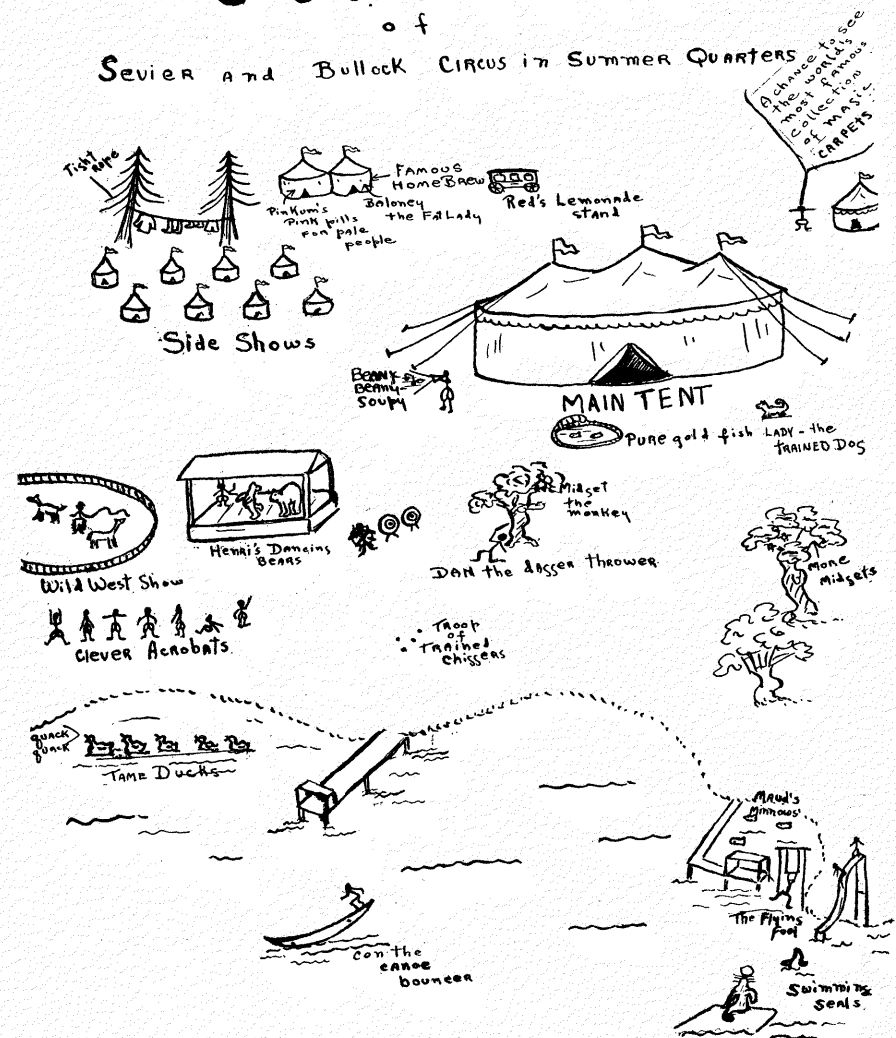 of
Sevier and Bullock Circus in Summer Quarters
A chance to see
the world's
most famous
collection
of magic
carpets
Tight
rope
Famous
Home Brew
Pinkum's
Pink pills
for pale
people
Baloney
the Fat Lady
Red's Lemonade
stand
Side Shows
Beany
Beany
Soupy
MAIN TENT
Pure gold fish
Lady - the
Trained Dog
Wild West Show
Henri's Dancing
Bears
Midget
the
monkey
Dan the dagger thrower
More
Midgets
Clever Acrobats
Troop
of
Trained
Chiggers
quack
quack
Tame Ducks
Maud's
Minnows
The Flying
Fool
Con the
canoe
bouncer
Swimming
Seals